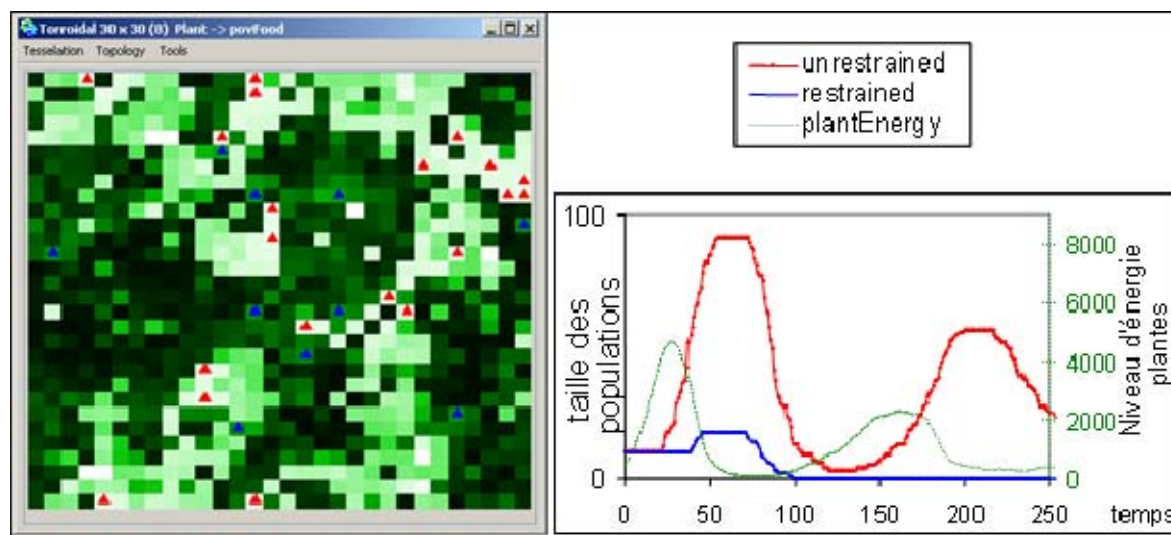 Torroidal 30 x 30 (8) Plant: -> povFood
Tesselation Topology Tools
unrestrained
restrained
plantEnergy
taille des
populations
100
0
0 50 100 150 200 250 temps
8000
6000
4000
2000
0
Niveau d'énergie
plantes